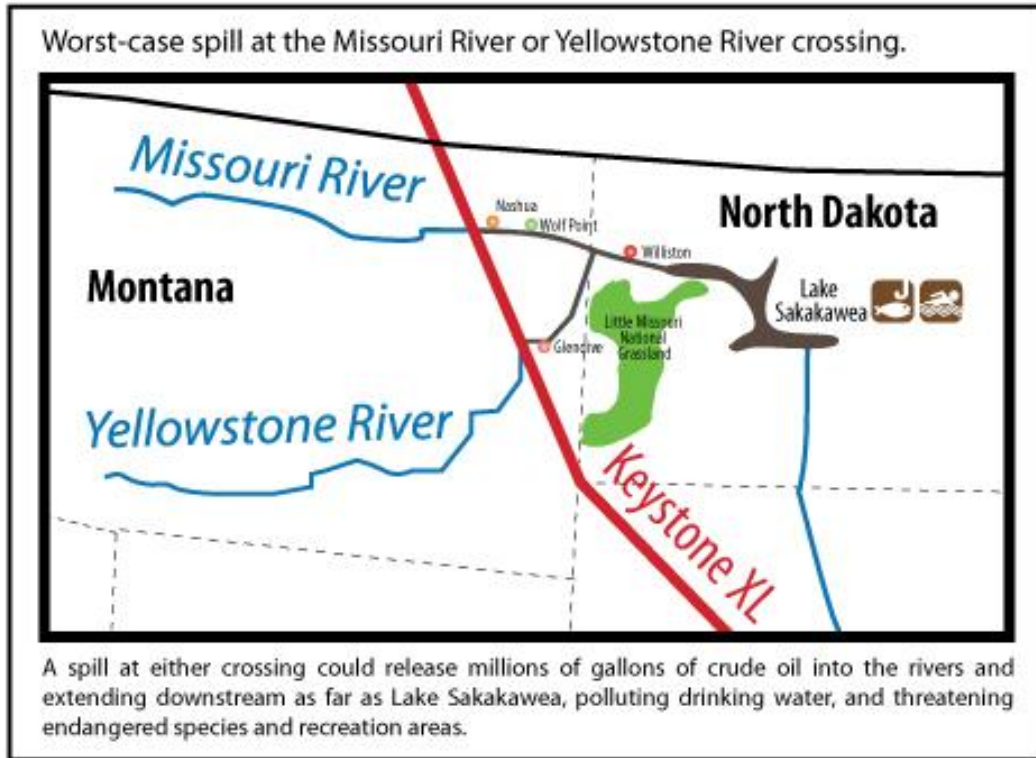 Worst-case spill at the Missouri River or Yellowstone River crossing.
Missouri River
Nashua
Wolf Point
North Dakota
Williston
Montana
Lake
Sakakawea
Little Missouri
National
Grassland
Glendive
Yellowstone River
Keystone XL
A spill at either crossing could release millions of gallons of crude oil into the rivers and
extending downstream as far as Lake Sakakawea, polluting drinking water, and threatening
endangered species and recreation areas.